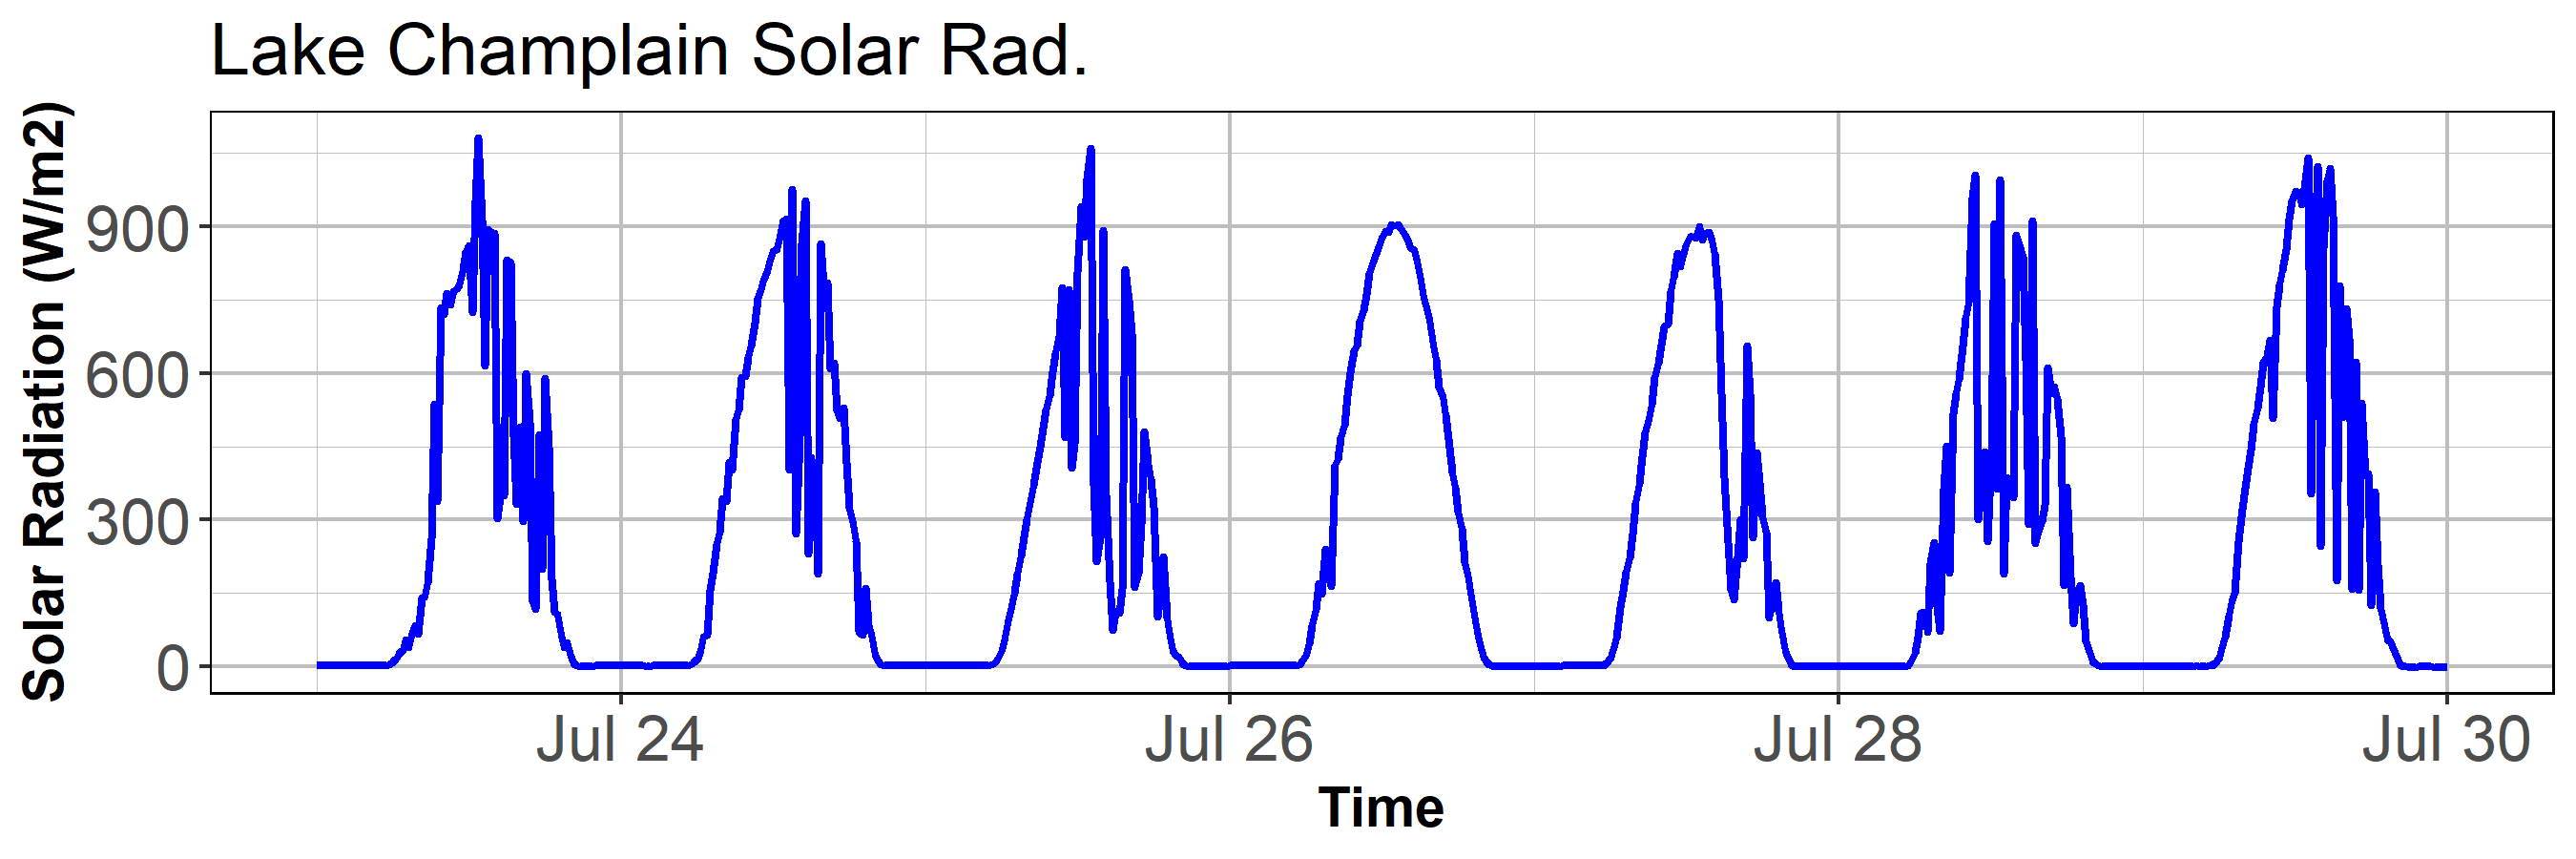 Lake Champlain Solar Rad.
Solar Radiation (W/m2)
900
600
300
0
Jul 24 Jul 26 Jul 28 Jul 30
Time